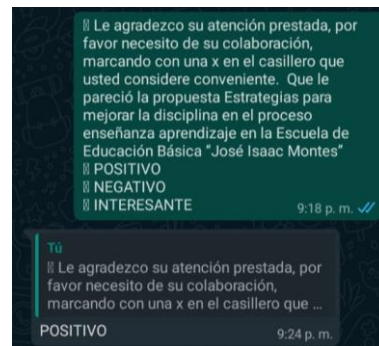 ▯ Le agradezco su atención prestada, por
favor necesito de su colaboración,
marcando con una x en el casillero que
usted considere conveniente.  Que le
pareció la propuesta Estrategias para
mejorar la disciplina en el proceso
enseñanza aprendizaje en la Escuela de
Educación Básica “José Isaac Montes”
▯ POSITIVO
▯ NEGATIVO
▯ INTERESANTE
9:18 p. m.
Tú
▯ Le agradezco su atención prestada, por
favor necesito de su colaboración,
marcando con una x en el casillero que ...
POSITIVO
9:24 p. m.